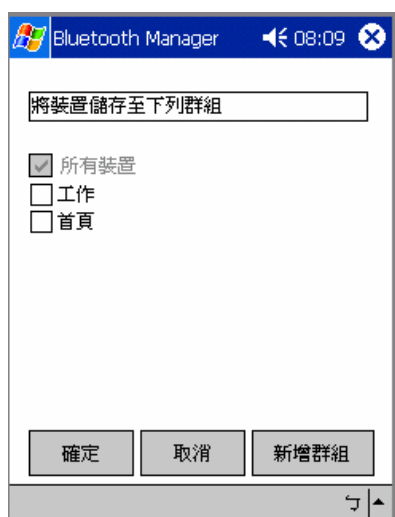 Bluetooth Manager 08:09
將裝置儲存至下列群組
所有裝置
工作
首頁
確定 取消 新增群組
ㄅ